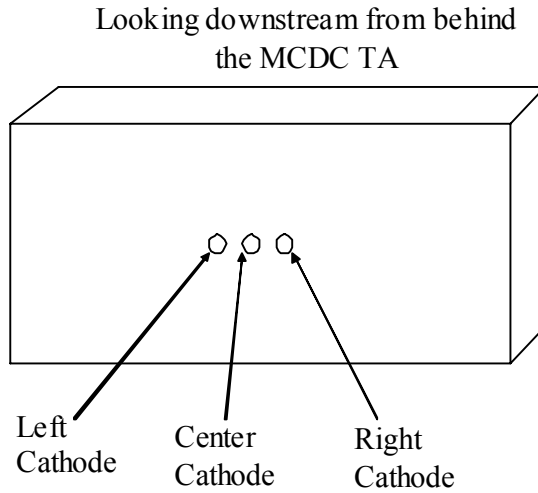 Looking downstream from behind
the MCDC TA
Left
Cathode
Center
Cathode
Right
Cathode